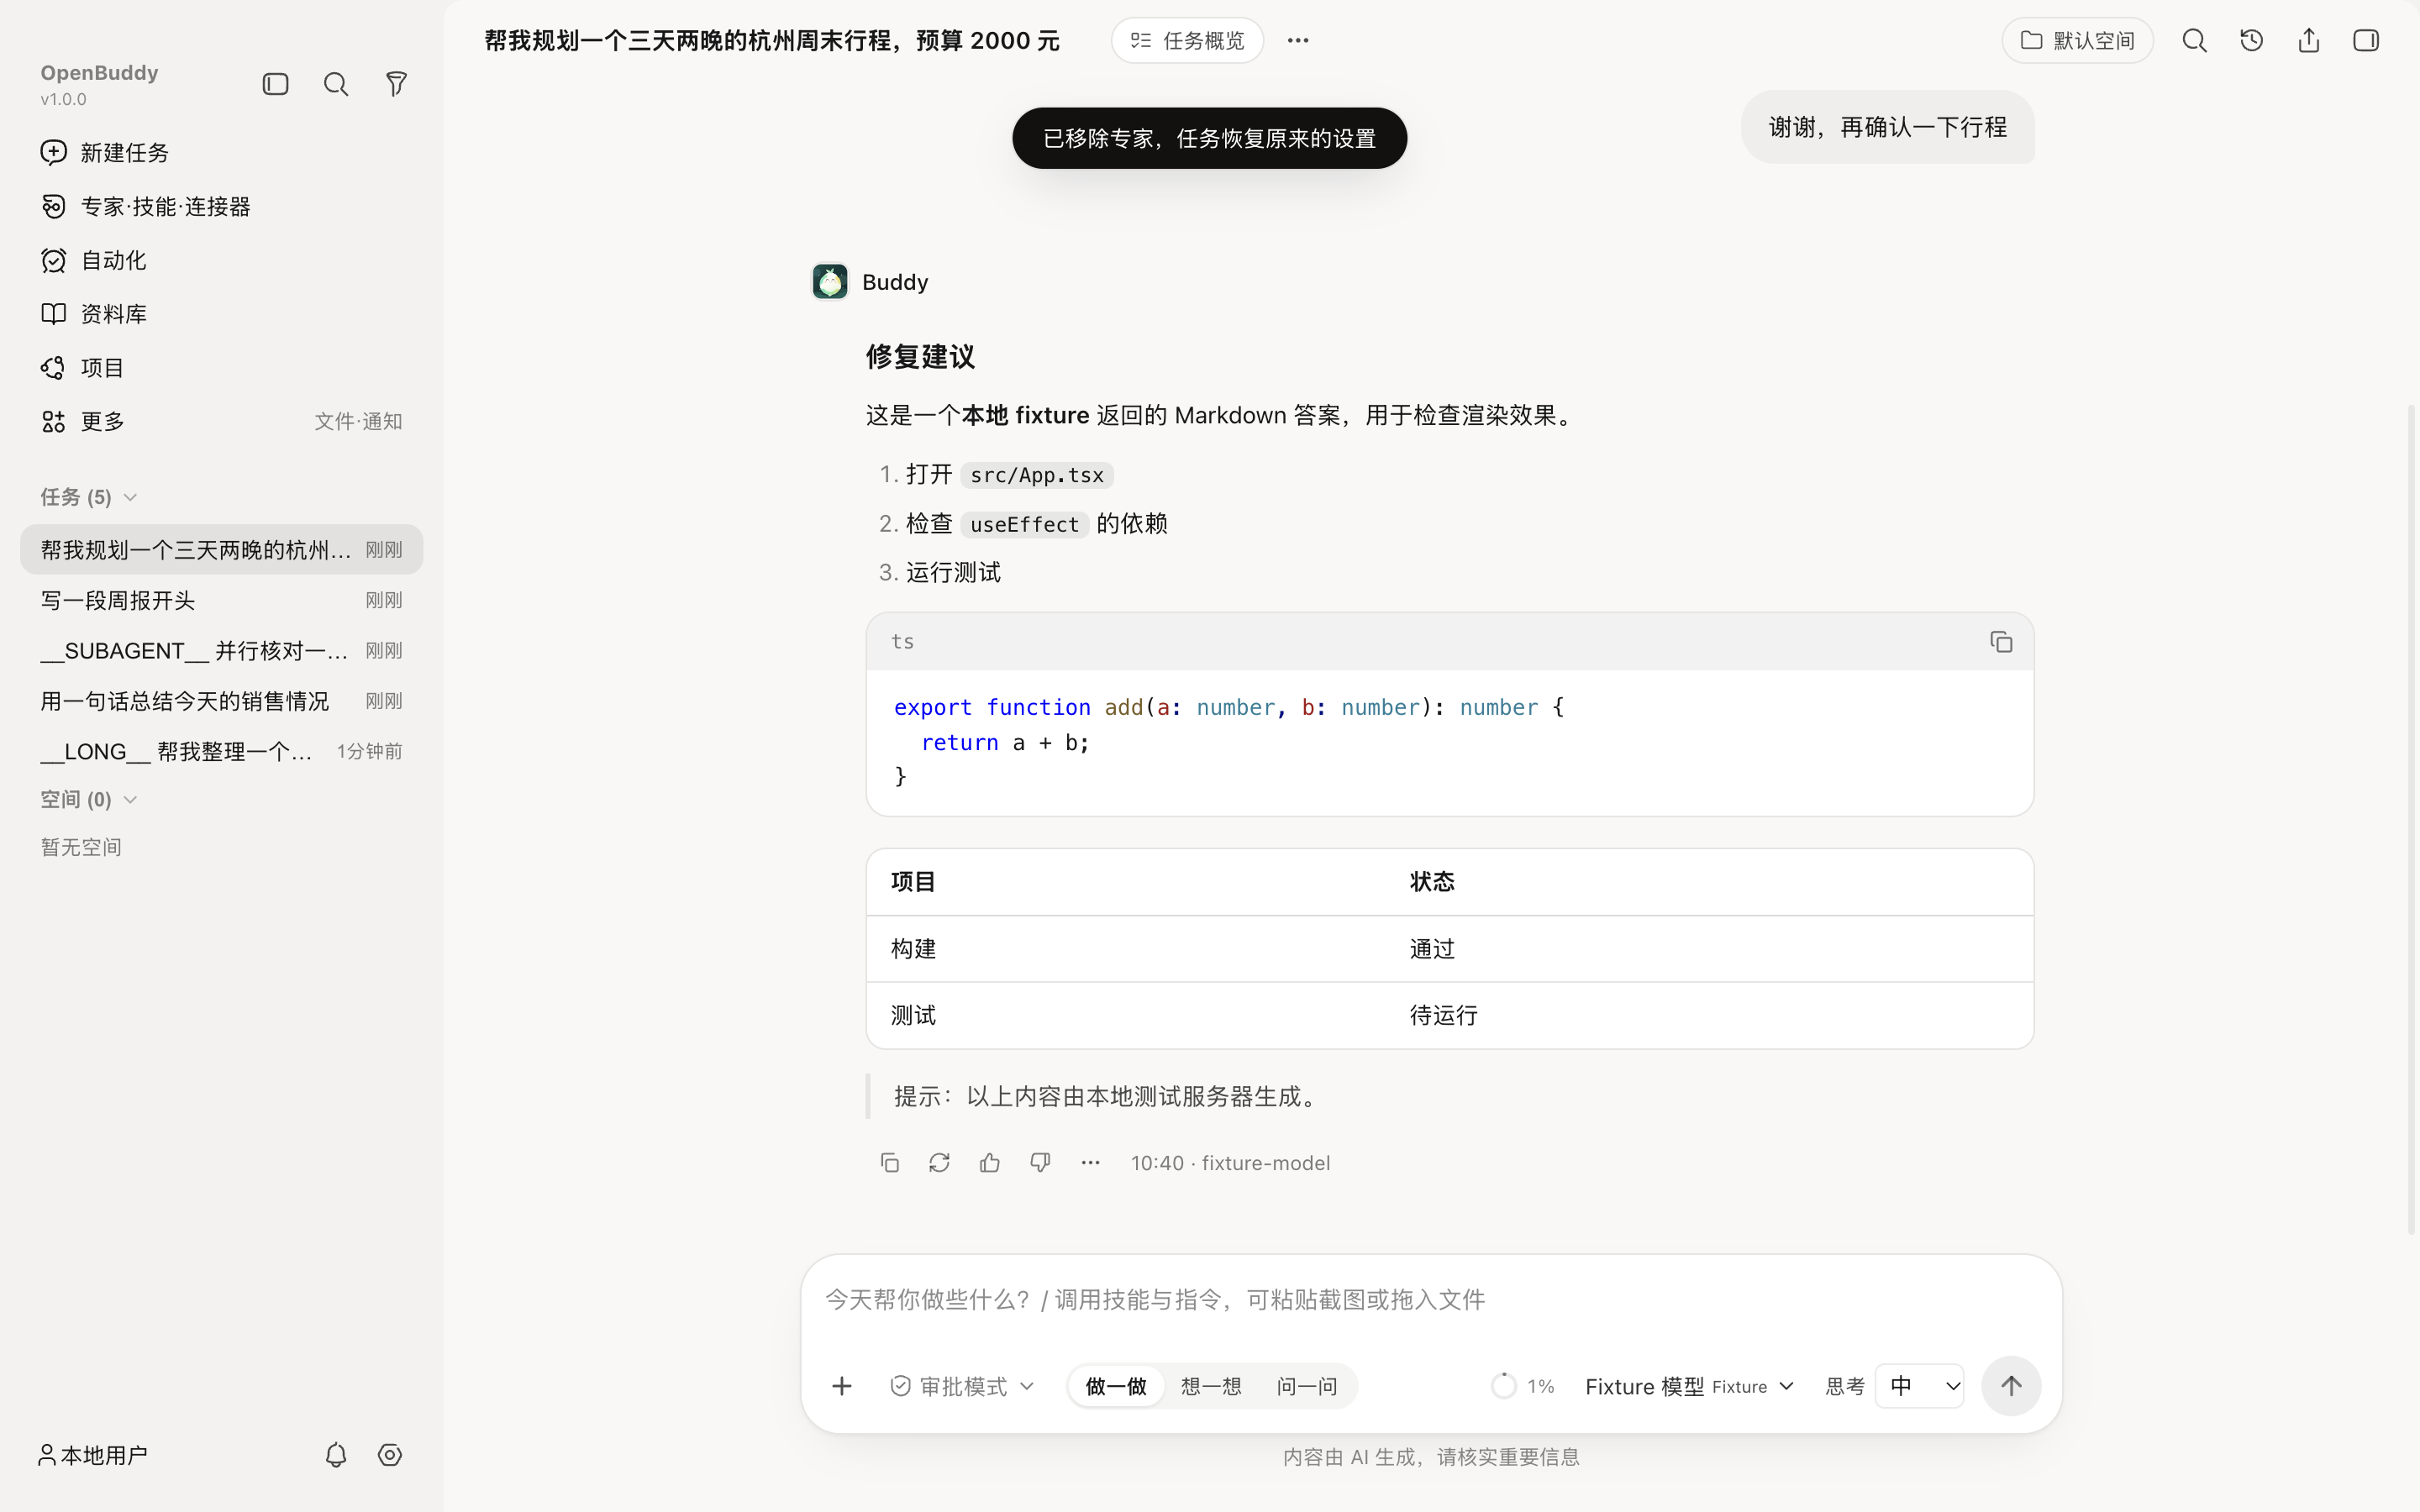 OpenBuddy
v1.0.0
新建任务
专家·技能·连接器
自动化
资料库
项目
更多 文件·通知
任务 (5)
帮我规划一个三天两晚的杭州… 刚刚
写一段周报开头 刚刚
__SUBAGENT__ 并行核对一… 刚刚
用一句话总结今天的销售情况 刚刚
__LONG__ 帮我整理一个… 1分钟前
空间 (0)
暂无空间
本地用户
帮我规划一个三天两晚的杭州周末行程，预算 2000 元
任务概览
默认空间
已移除专家，任务恢复原来的设置
谢谢，再确认一下行程
Buddy
修复建议
这是一个本地 fixture 返回的 Markdown 答案，用于检查渲染效果。
1. 打开 src/App.tsx
2. 检查 useEffect 的依赖
3. 运行测试
ts
export function add(a: number, b: number): number {
  return a + b;
}
项目 状态
构建 通过
测试 待运行
提示：以上内容由本地测试服务器生成。
10:40 · fixture-model
今天帮你做些什么？/ 调用技能与指令，可粘贴截图或拖入文件
审批模式 做一做 想一想 问一问 1% Fixture 模型 Fixture 思考 中
内容由 AI 生成，请核实重要信息